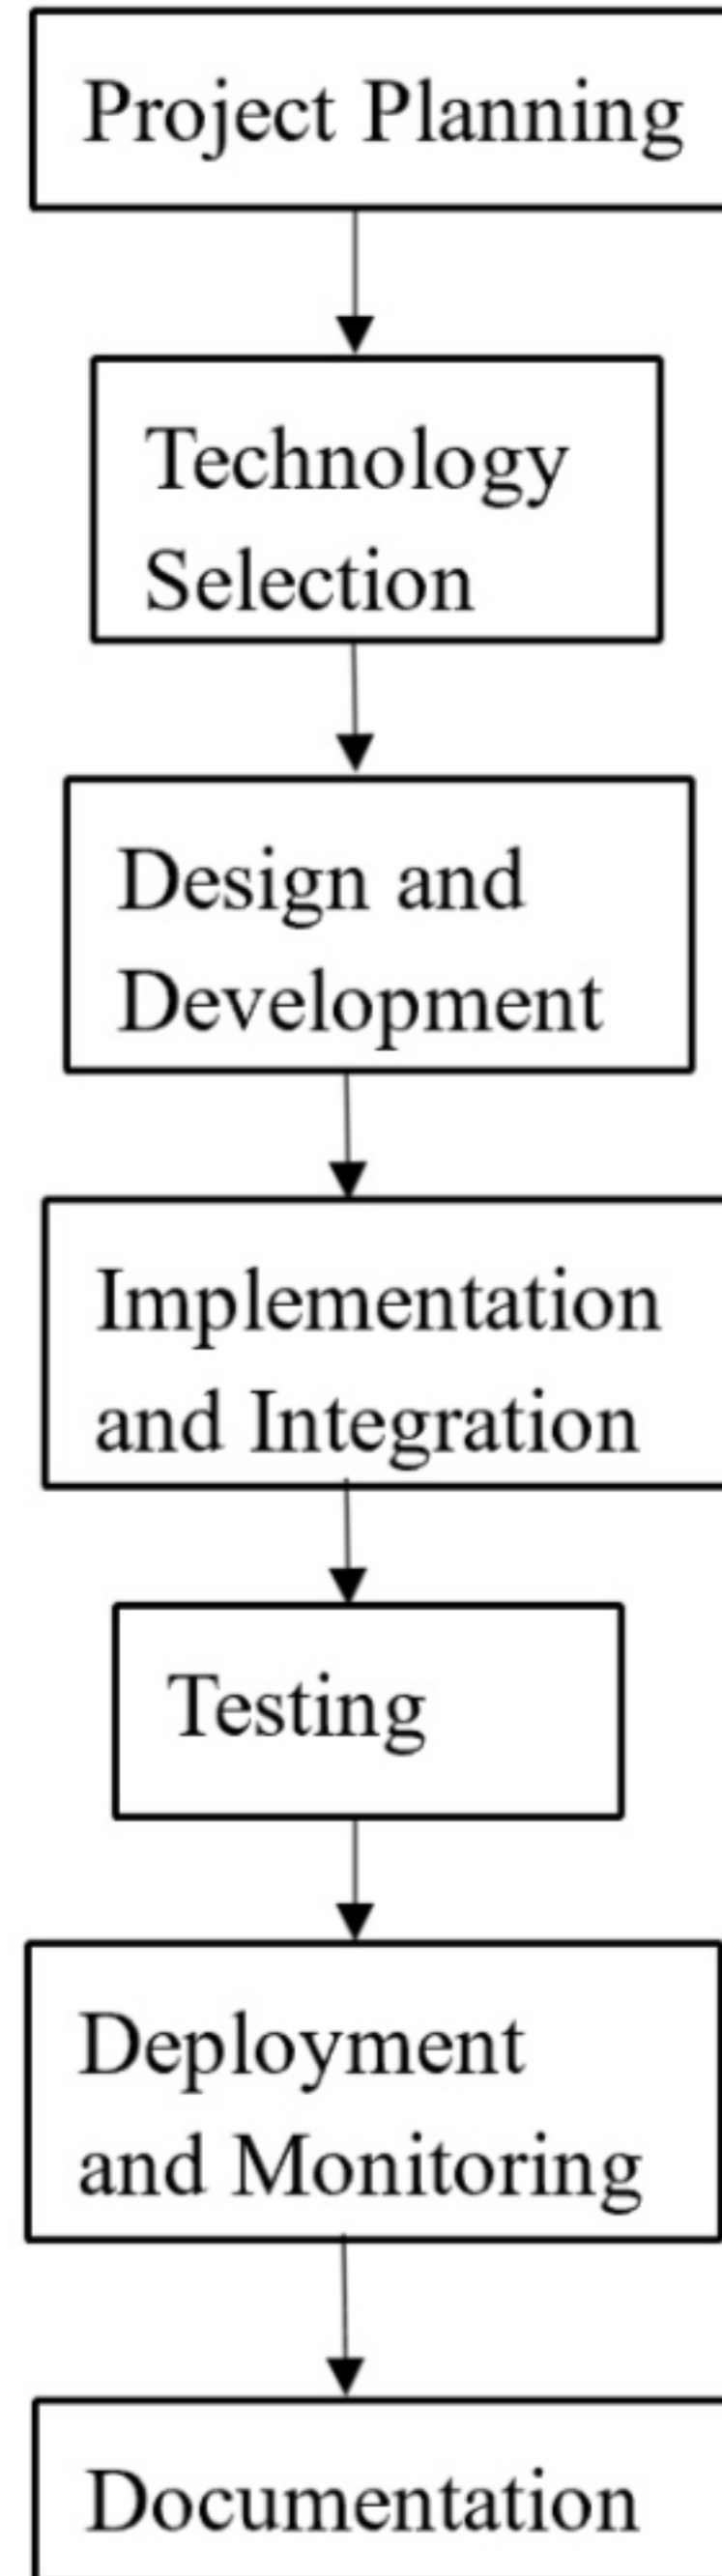 Project Planning
Technology
Selection
Design and
Development
Implementation
and Integration
Testing
Deployment
and Monitoring
Documentation